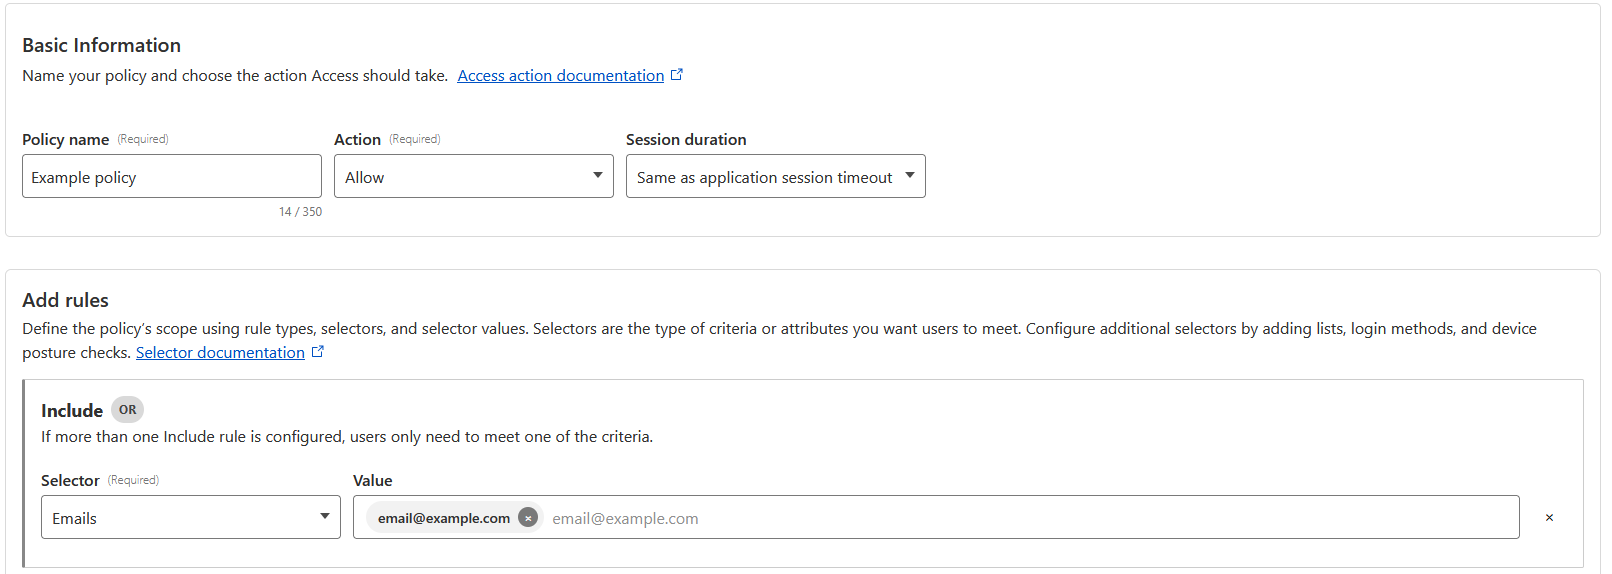 Basic Information
Name your policy and choose the action Access should take. Access action documentation
Policy name (Required) Action (Required) Session duration
Example policy Allow Same as application session timeout
14 / 350
Add rules
Define the policy’s scope using rule types, selectors, and selector values. Selectors are the type of criteria or attributes you want users to meet. Configure additional selectors by adding lists, login methods, and device
posture checks. Selector documentation
Include OR
If more than one Include rule is configured, users only need to meet one of the criteria.
Selector (Required) Value
Emails email@example.com email@example.com